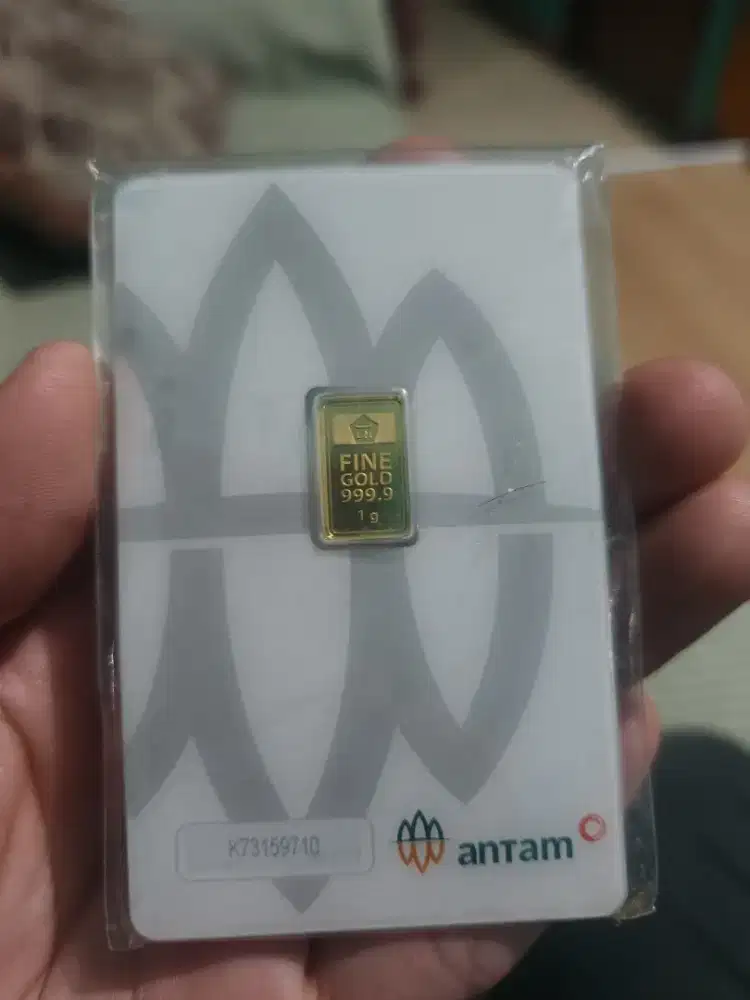 FINE
GOLD
999.9
1 g
K73159710
antam